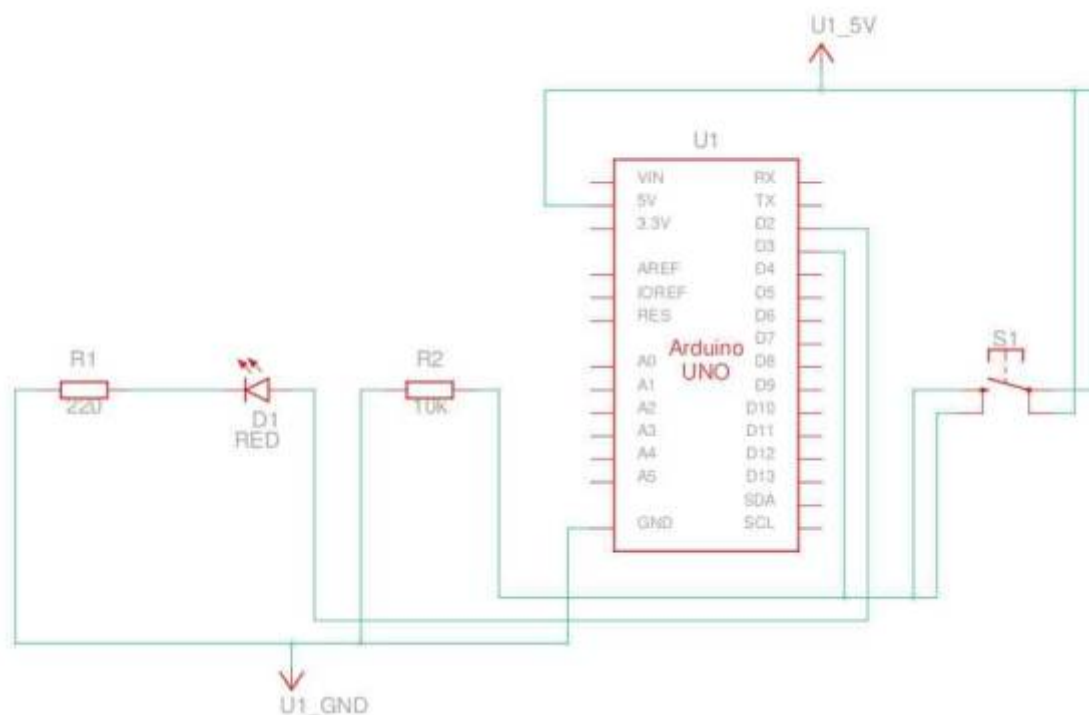 U1_5V
U1
VIN
RX
5V
TX
3.3V
D2
D3
AREF
D4
IOREF
D5
RES
D6
D7
Arduino
UNO
A0
D8
A1
D9
A2
D10
A3
D11
A4
D12
A5
D13
SDA
GND
SCL
R1
220
D1
RED
R2
10k
S1
U1_GND